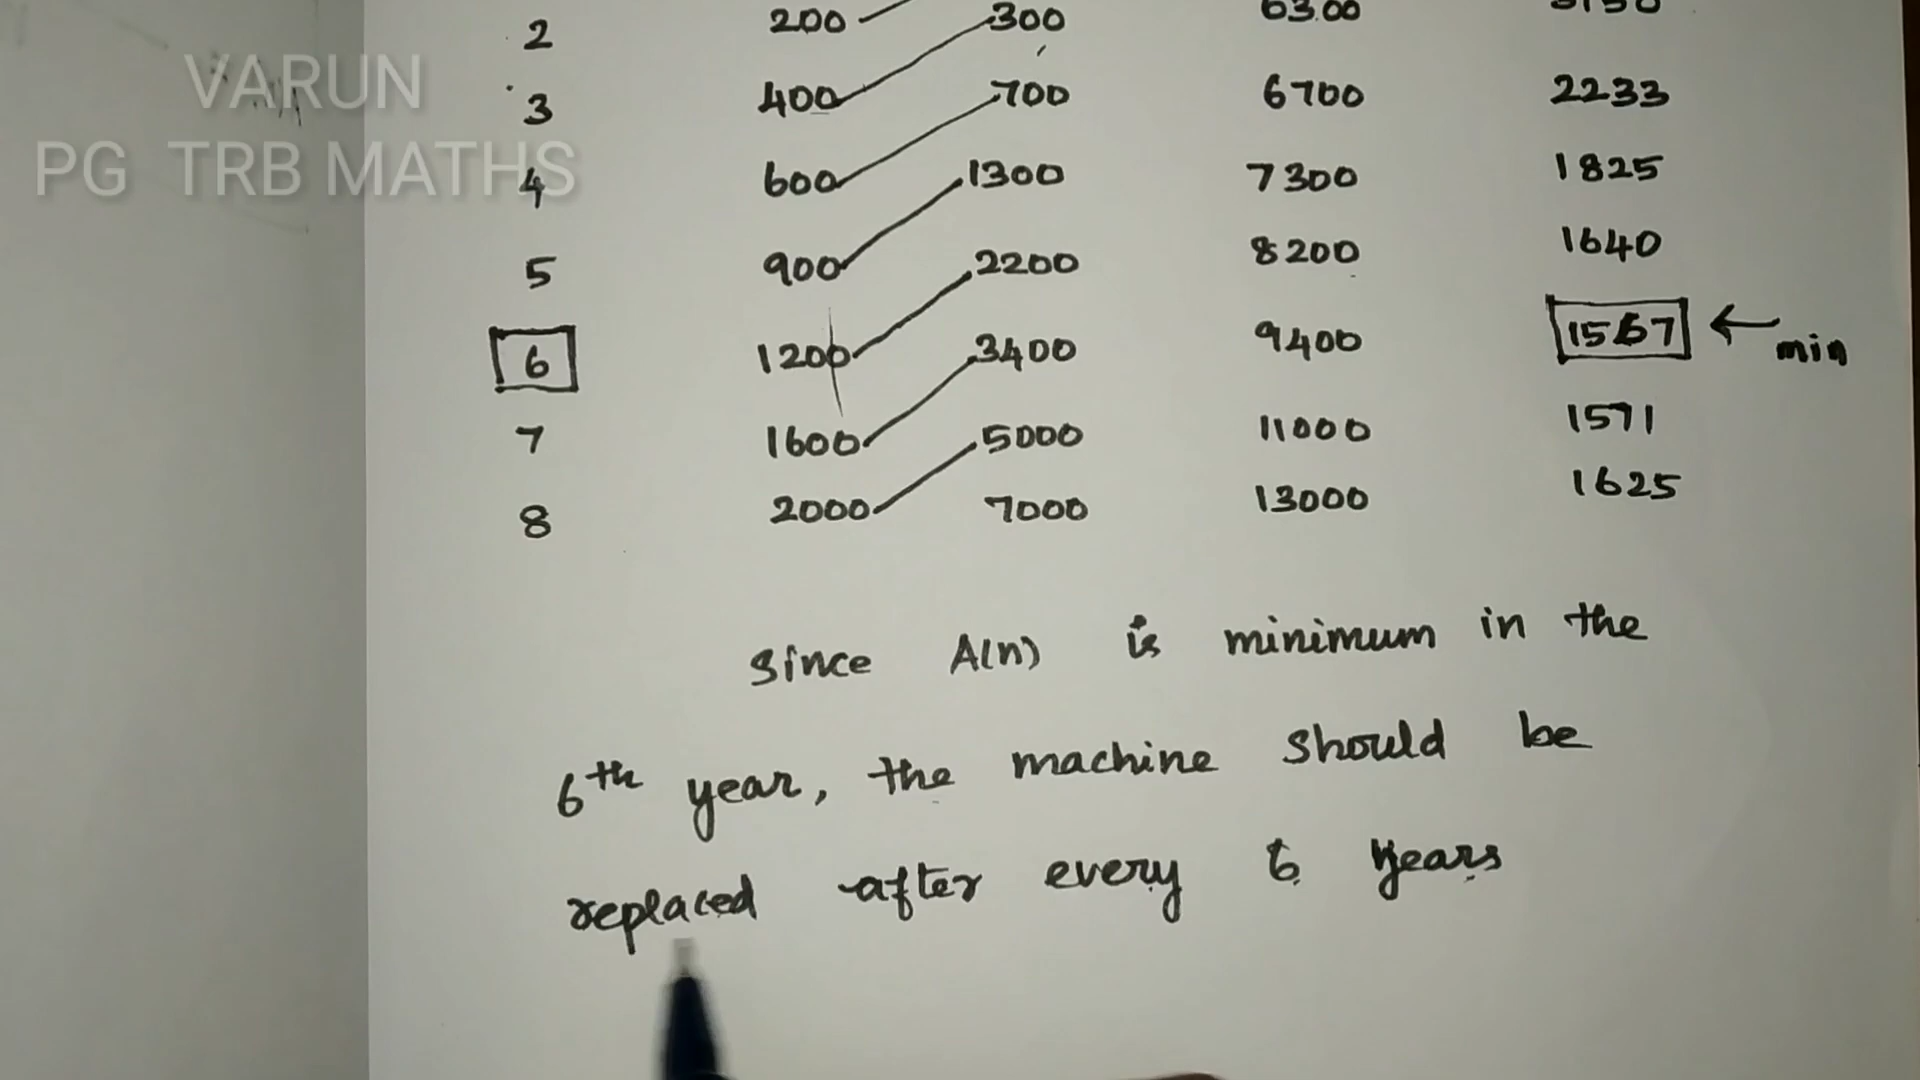 2 200 300 6300 3150
VARUN
3 400 700 6700 2233
PG TRB MATHS
4 600 1300 7300 1825
5 900 2200 8200 1640
6 1200 3400 9400 1567 ← min
7 1600 5000 11000 1571
8 2000 7000 13000 1625
Since A(n) is minimum in the
6th year, the machine should be
replaced after every 6 years